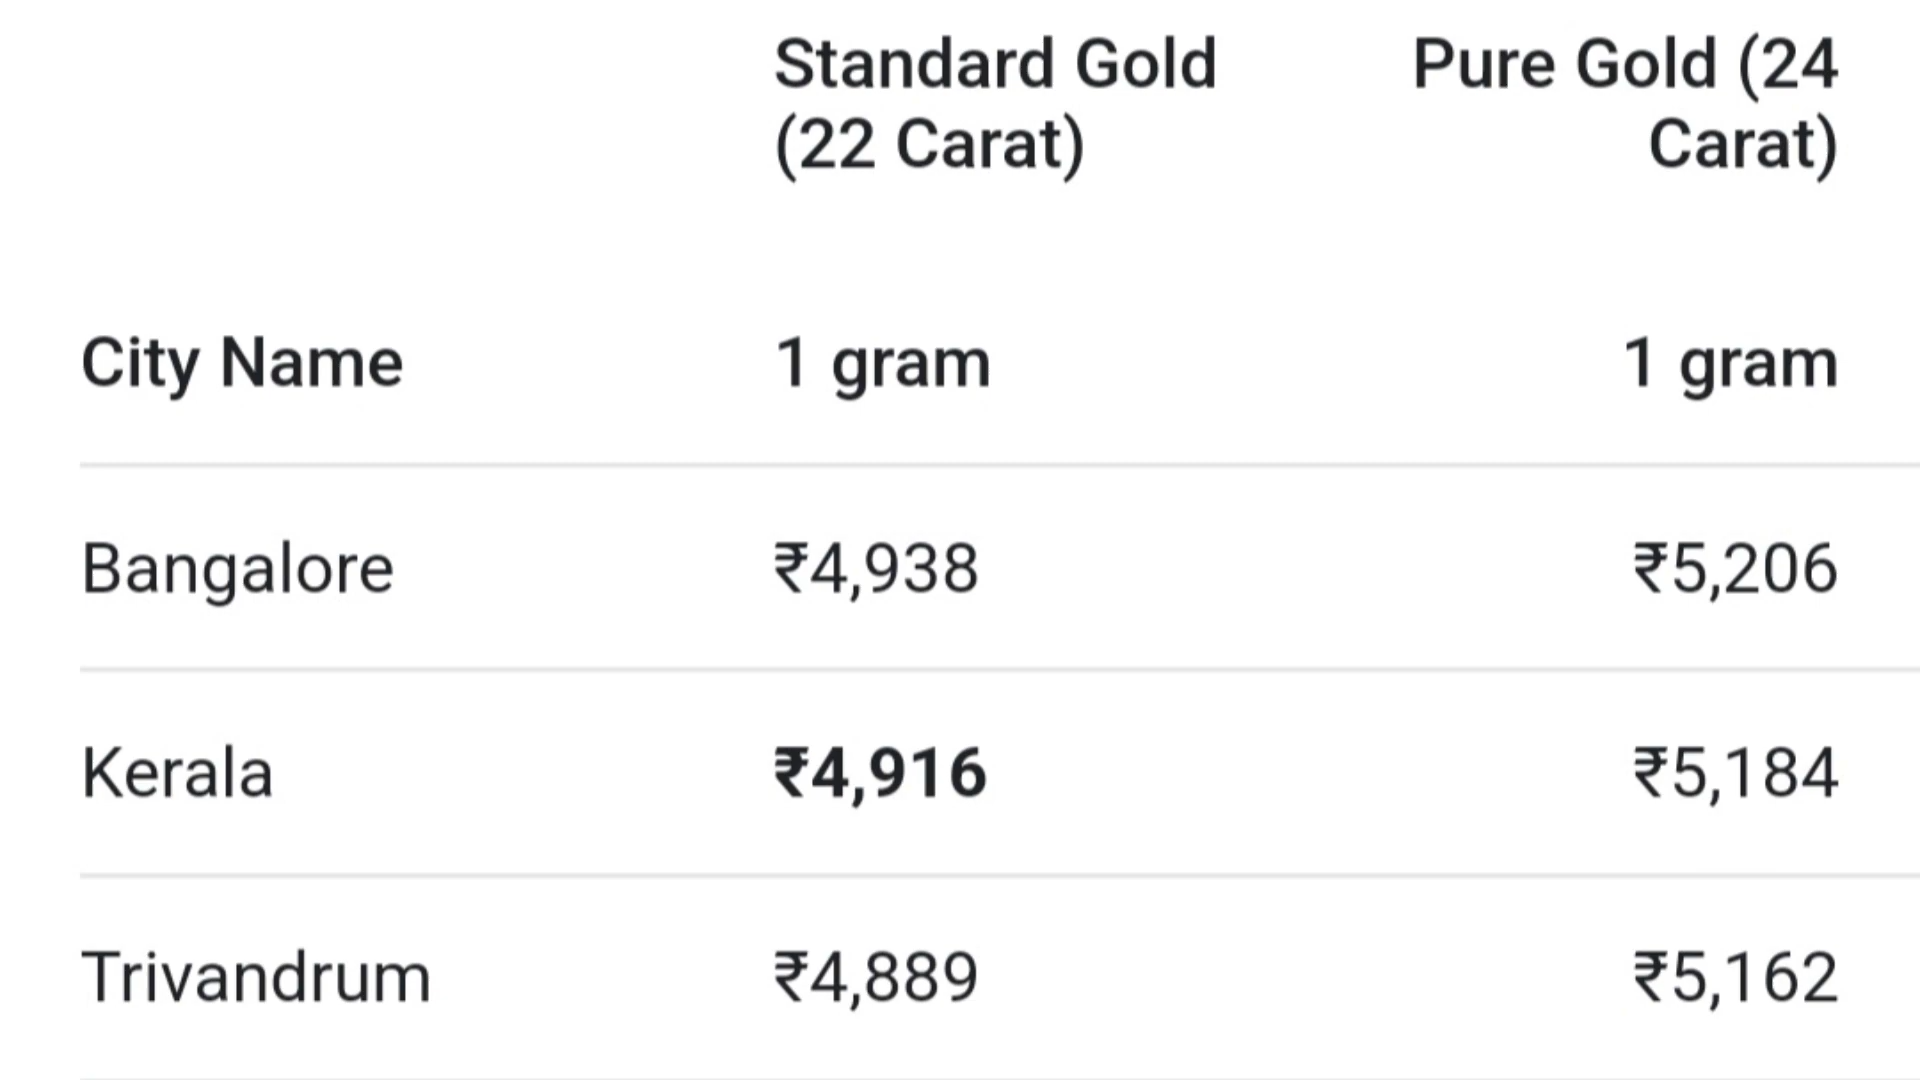 Standard Gold Pure Gold (24
(22 Carat) Carat)
City Name 1 gram 1 gram
Bangalore ₹4,938 ₹5,206
Kerala ₹4,916 ₹5,184
Trivandrum ₹4,889 ₹5,162